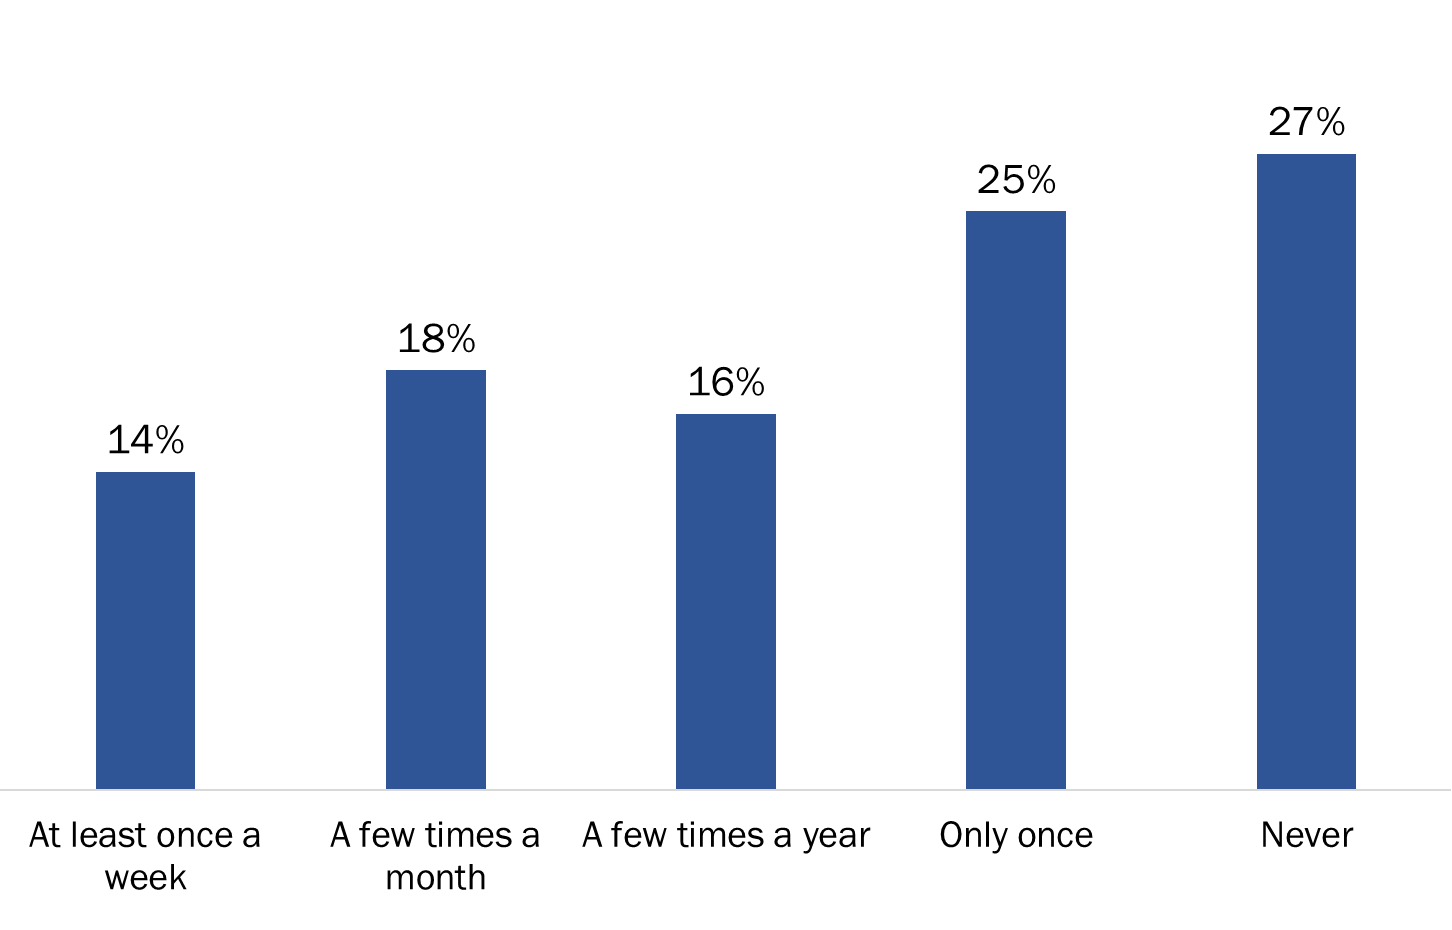 27%
25%
18%
16%
14%
At least once a
week
A few times a
month
A few times a year
Only once
Never